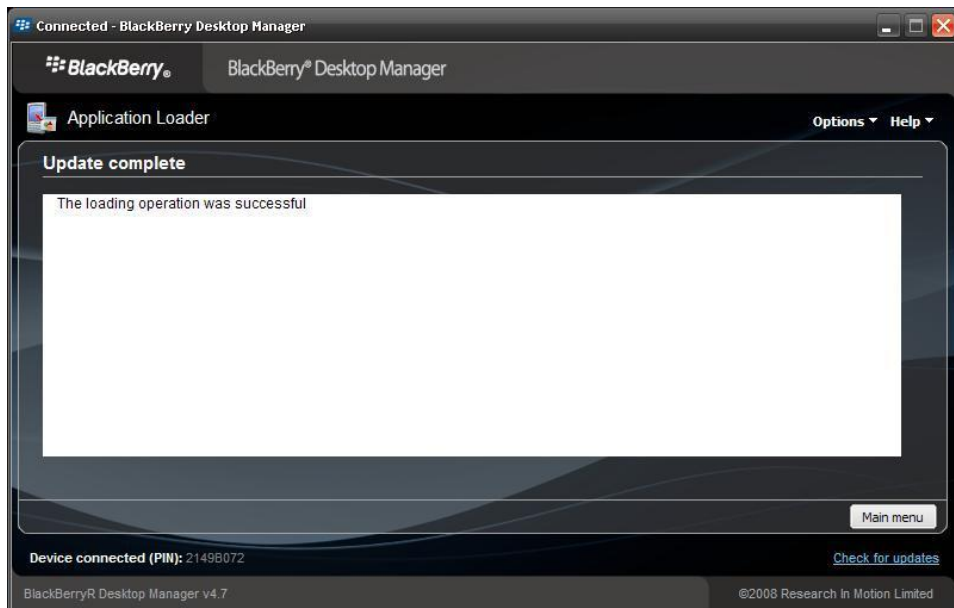 Connected - BlackBerry Desktop Manager
BlackBerry® BlackBerry® Desktop Manager
Application Loader
Options Help
Update complete
The loading operation was successful
Main menu
Device connected (PIN): 2149B072
Check for updates
BlackBerryR Desktop Manager v4.7
©2008 Research In Motion Limited